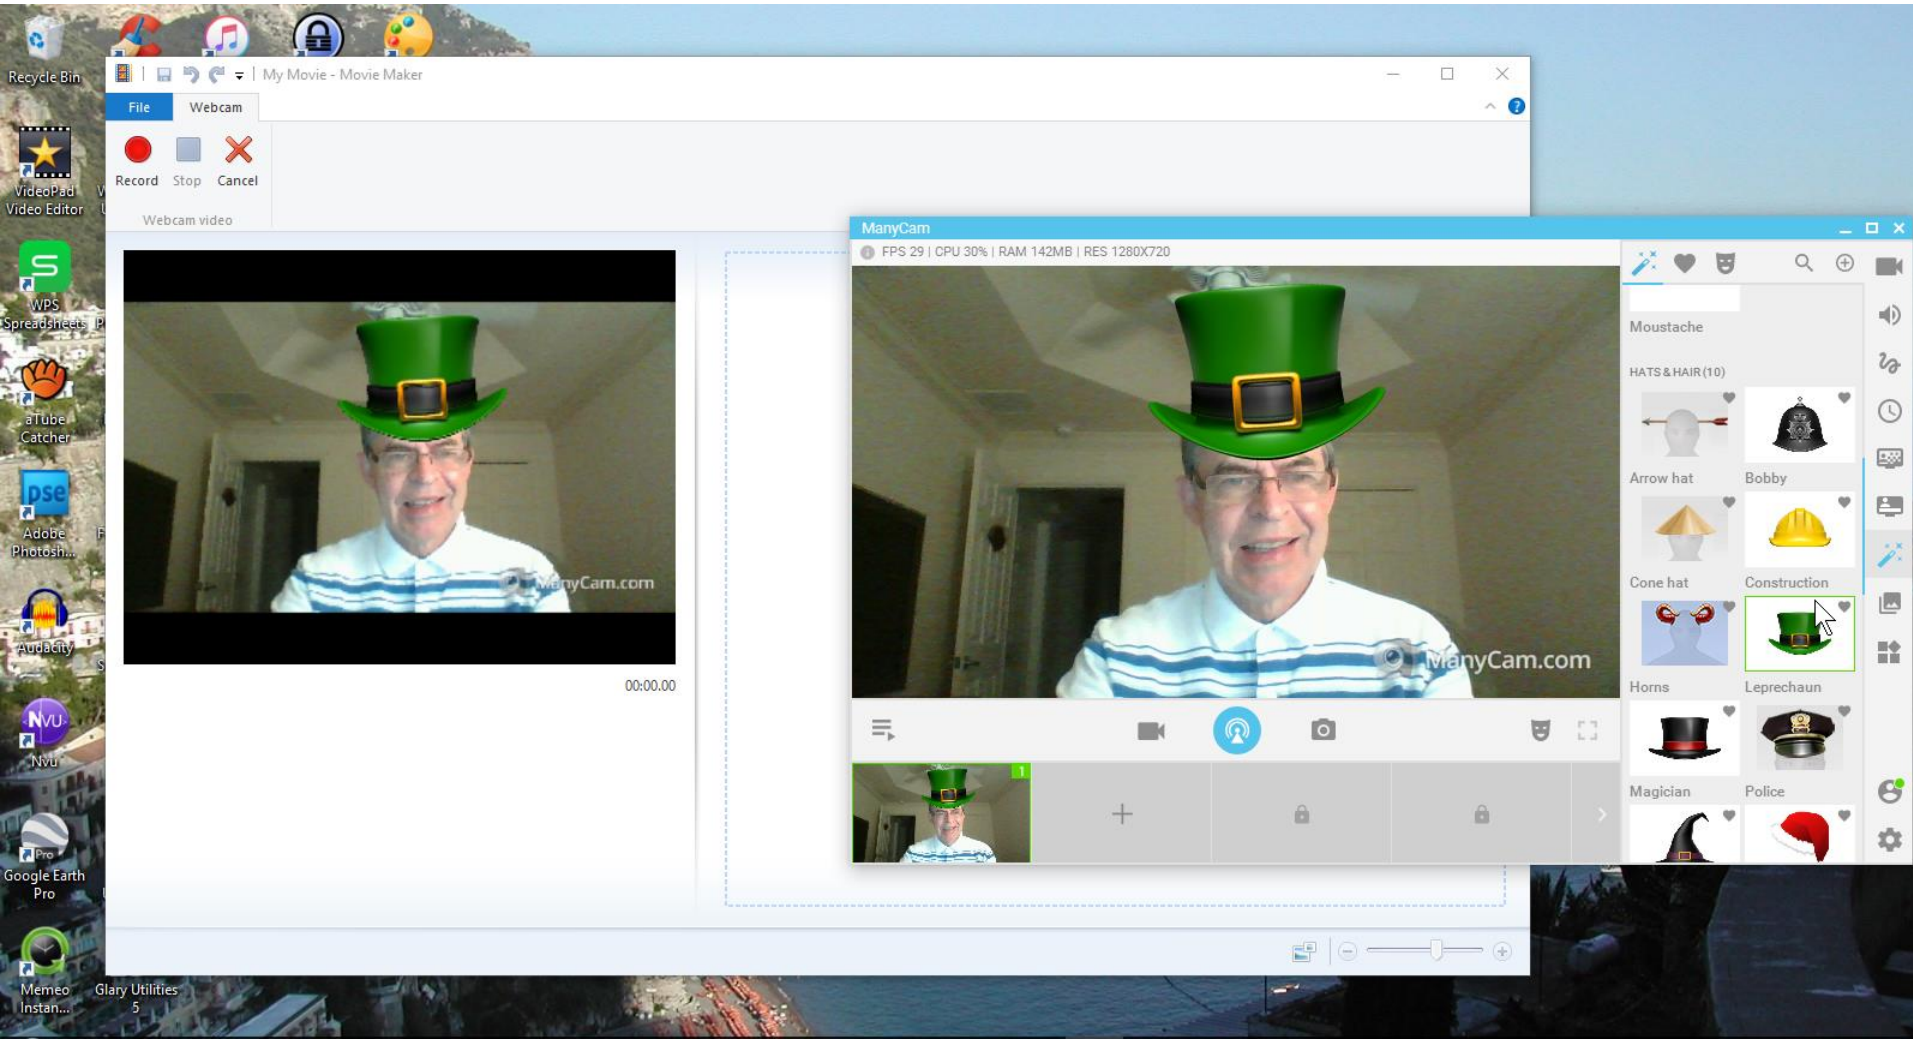 Recycle Bin
VideoPad
Video Editor
WPS
Spreadsheets
aTube
Catcher
pse
Adobe
Photosh...
Audacity
NVU
Nvu
Pro
Google Earth
Pro
Memeo
Instan...
Glary Utilities
5
My Movie - Movie Maker
File
Webcam
Record
Stop
Cancel
Webcam video
ManyCam.com
00:00.00
ManyCam
FPS 29 | CPU 30% | RAM 142MB | RES 1280X720
ManyCam.com
1
Moustache
HATS & HAIR (10)
Arrow hat
Bobby
Cone hat
Construction
Horns
Leprechaun
Magician
Police